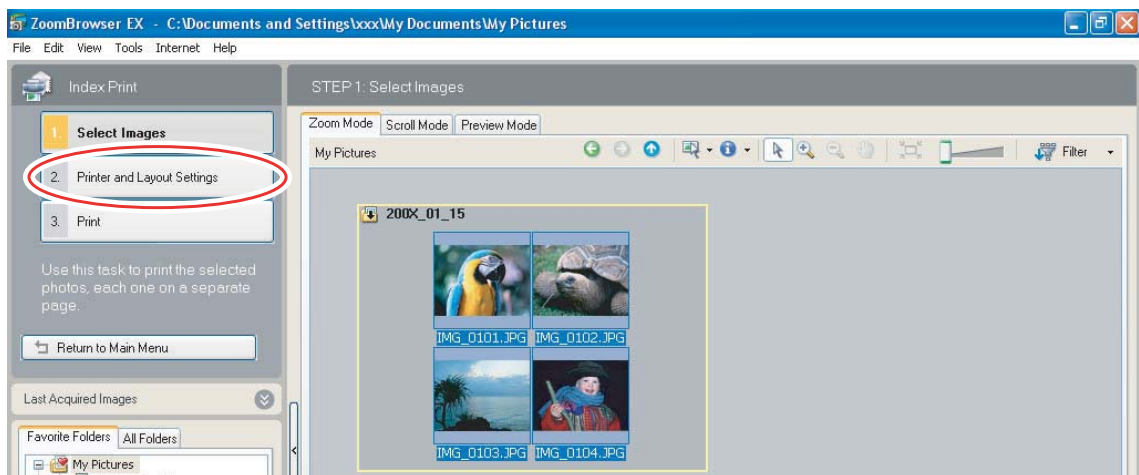 ZoomBrowser EX - C:\Documents and Settings\xxx\My Documents\My Pictures
File Edit View Tools Internet Help
Index Print
1. Select Images
2. Printer and Layout Settings
3. Print
Use this task to print the selected
photos, each one on a separate
page.
Return to Main Menu
Last Acquired Images
Favorite Folders All Folders
My Pictures
STEP 1: Select Images
Zoom Mode Scroll Mode Preview Mode
My Pictures Filter
200X_01_15
IMG_0101.JPG IMG_0102.JPG
IMG_0103.JPG IMG_0104.JPG